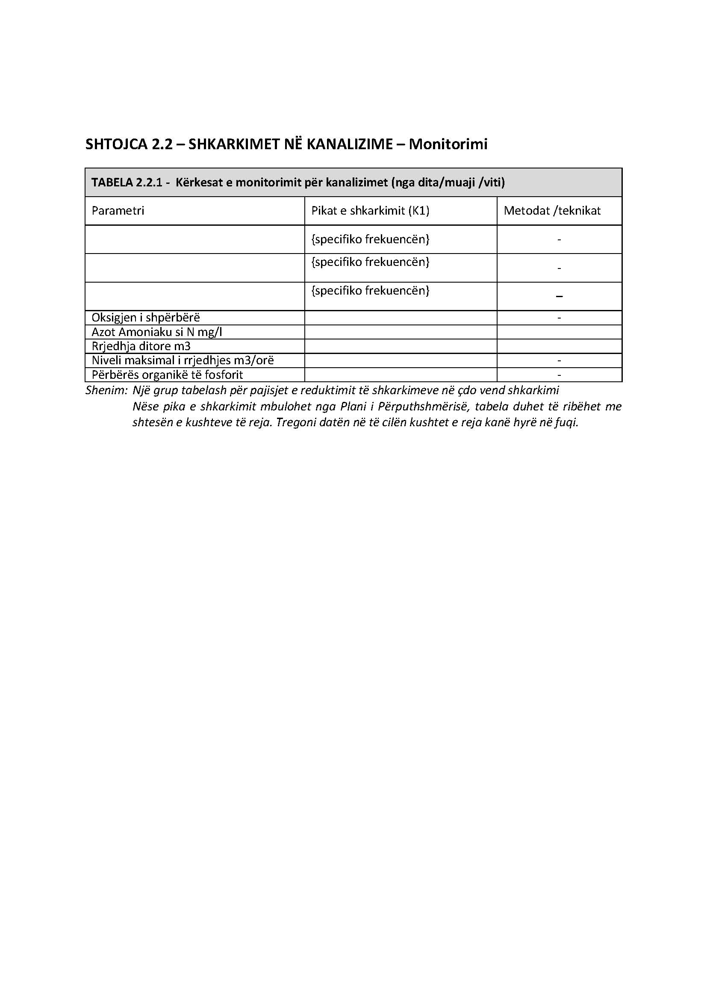 SHTOJCA 2.2 – SHKARKIMET NË KANALIZIME – Monitorimi
TABELA 2.2.1 - Kërkesat e monitorimit për kanalizimet (nga dita/muaji /viti)
Parametri Pikat e shkarkimit (K1) Metodat /teknikat
{specifiko frekuencën} -
{specifiko frekuencën} -
{specifiko frekuencën} –
Oksigjen i shpërbërë -
Azot Amoniaku si N mg/l
Rrjedhja ditore m3
Niveli maksimal i rrjedhjes m3/orë -
Përbërës organikë të fosforit -
Shenim: Një grup tabelash për pajisjet e reduktimit të shkarkimeve në çdo vend shkarkimi
Nëse pika e shkarkimit mbulohet nga Plani i Përputhshmërisë, tabela duhet të ribëhet me
shtesën e kushteve të reja. Tregoni datën në të cilën kushtet e reja kanë hyrë në fuqi.